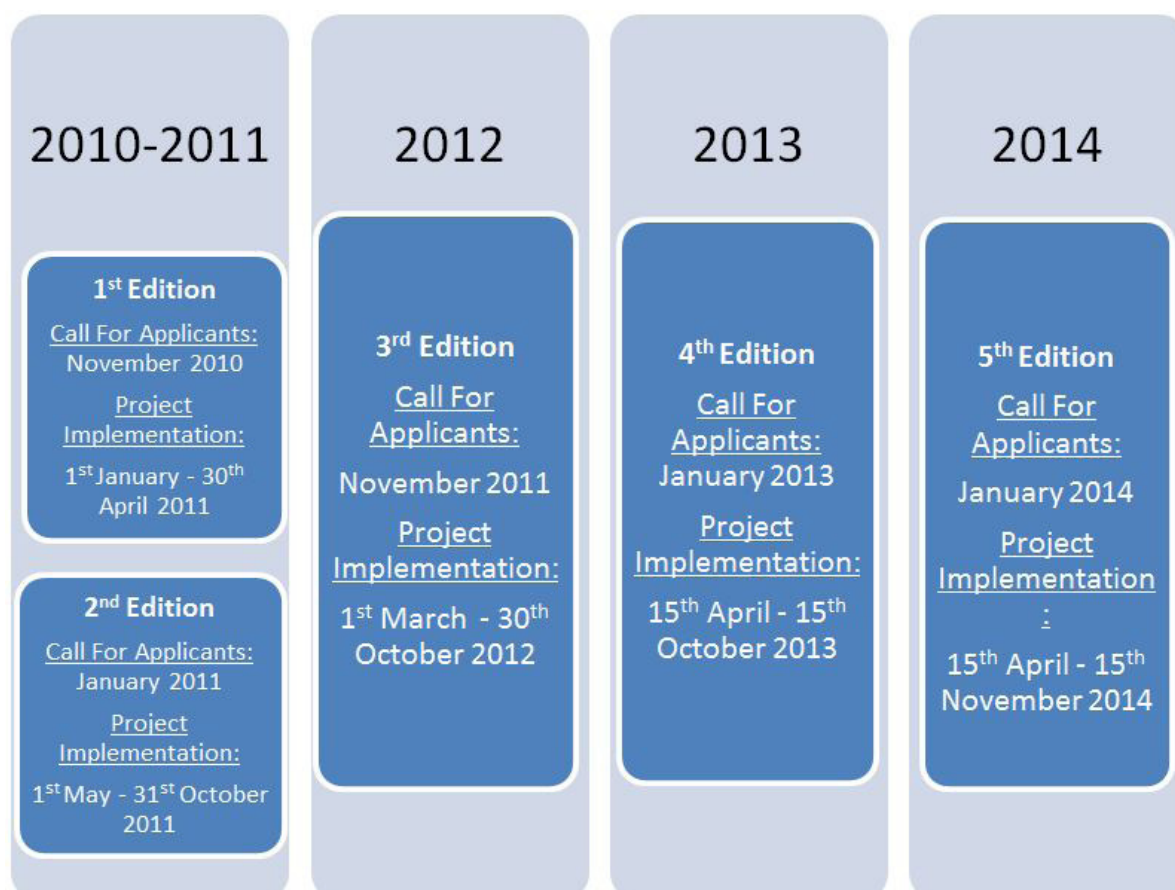 2010-2011
1st Edition
Call For Applicants:
November 2010
Project
Implementation:
1st January - 30th
April 2011
2nd Edition
Call For Applicants:
January 2011
Project
Implementation:
1st May - 31st October
2011
2012
3rd Edition
Call For
Applicants:
November 2011
Project
Implementation:
1st March - 30th
October 2012
2013
4th Edition
Call For
Applicants:
January 2013
Project
Implementation:
15th April - 15th
October 2013
2014
5th Edition
Call For
Applicants:
January 2014
Project
Implementation
:
15th April - 15th
November 2014